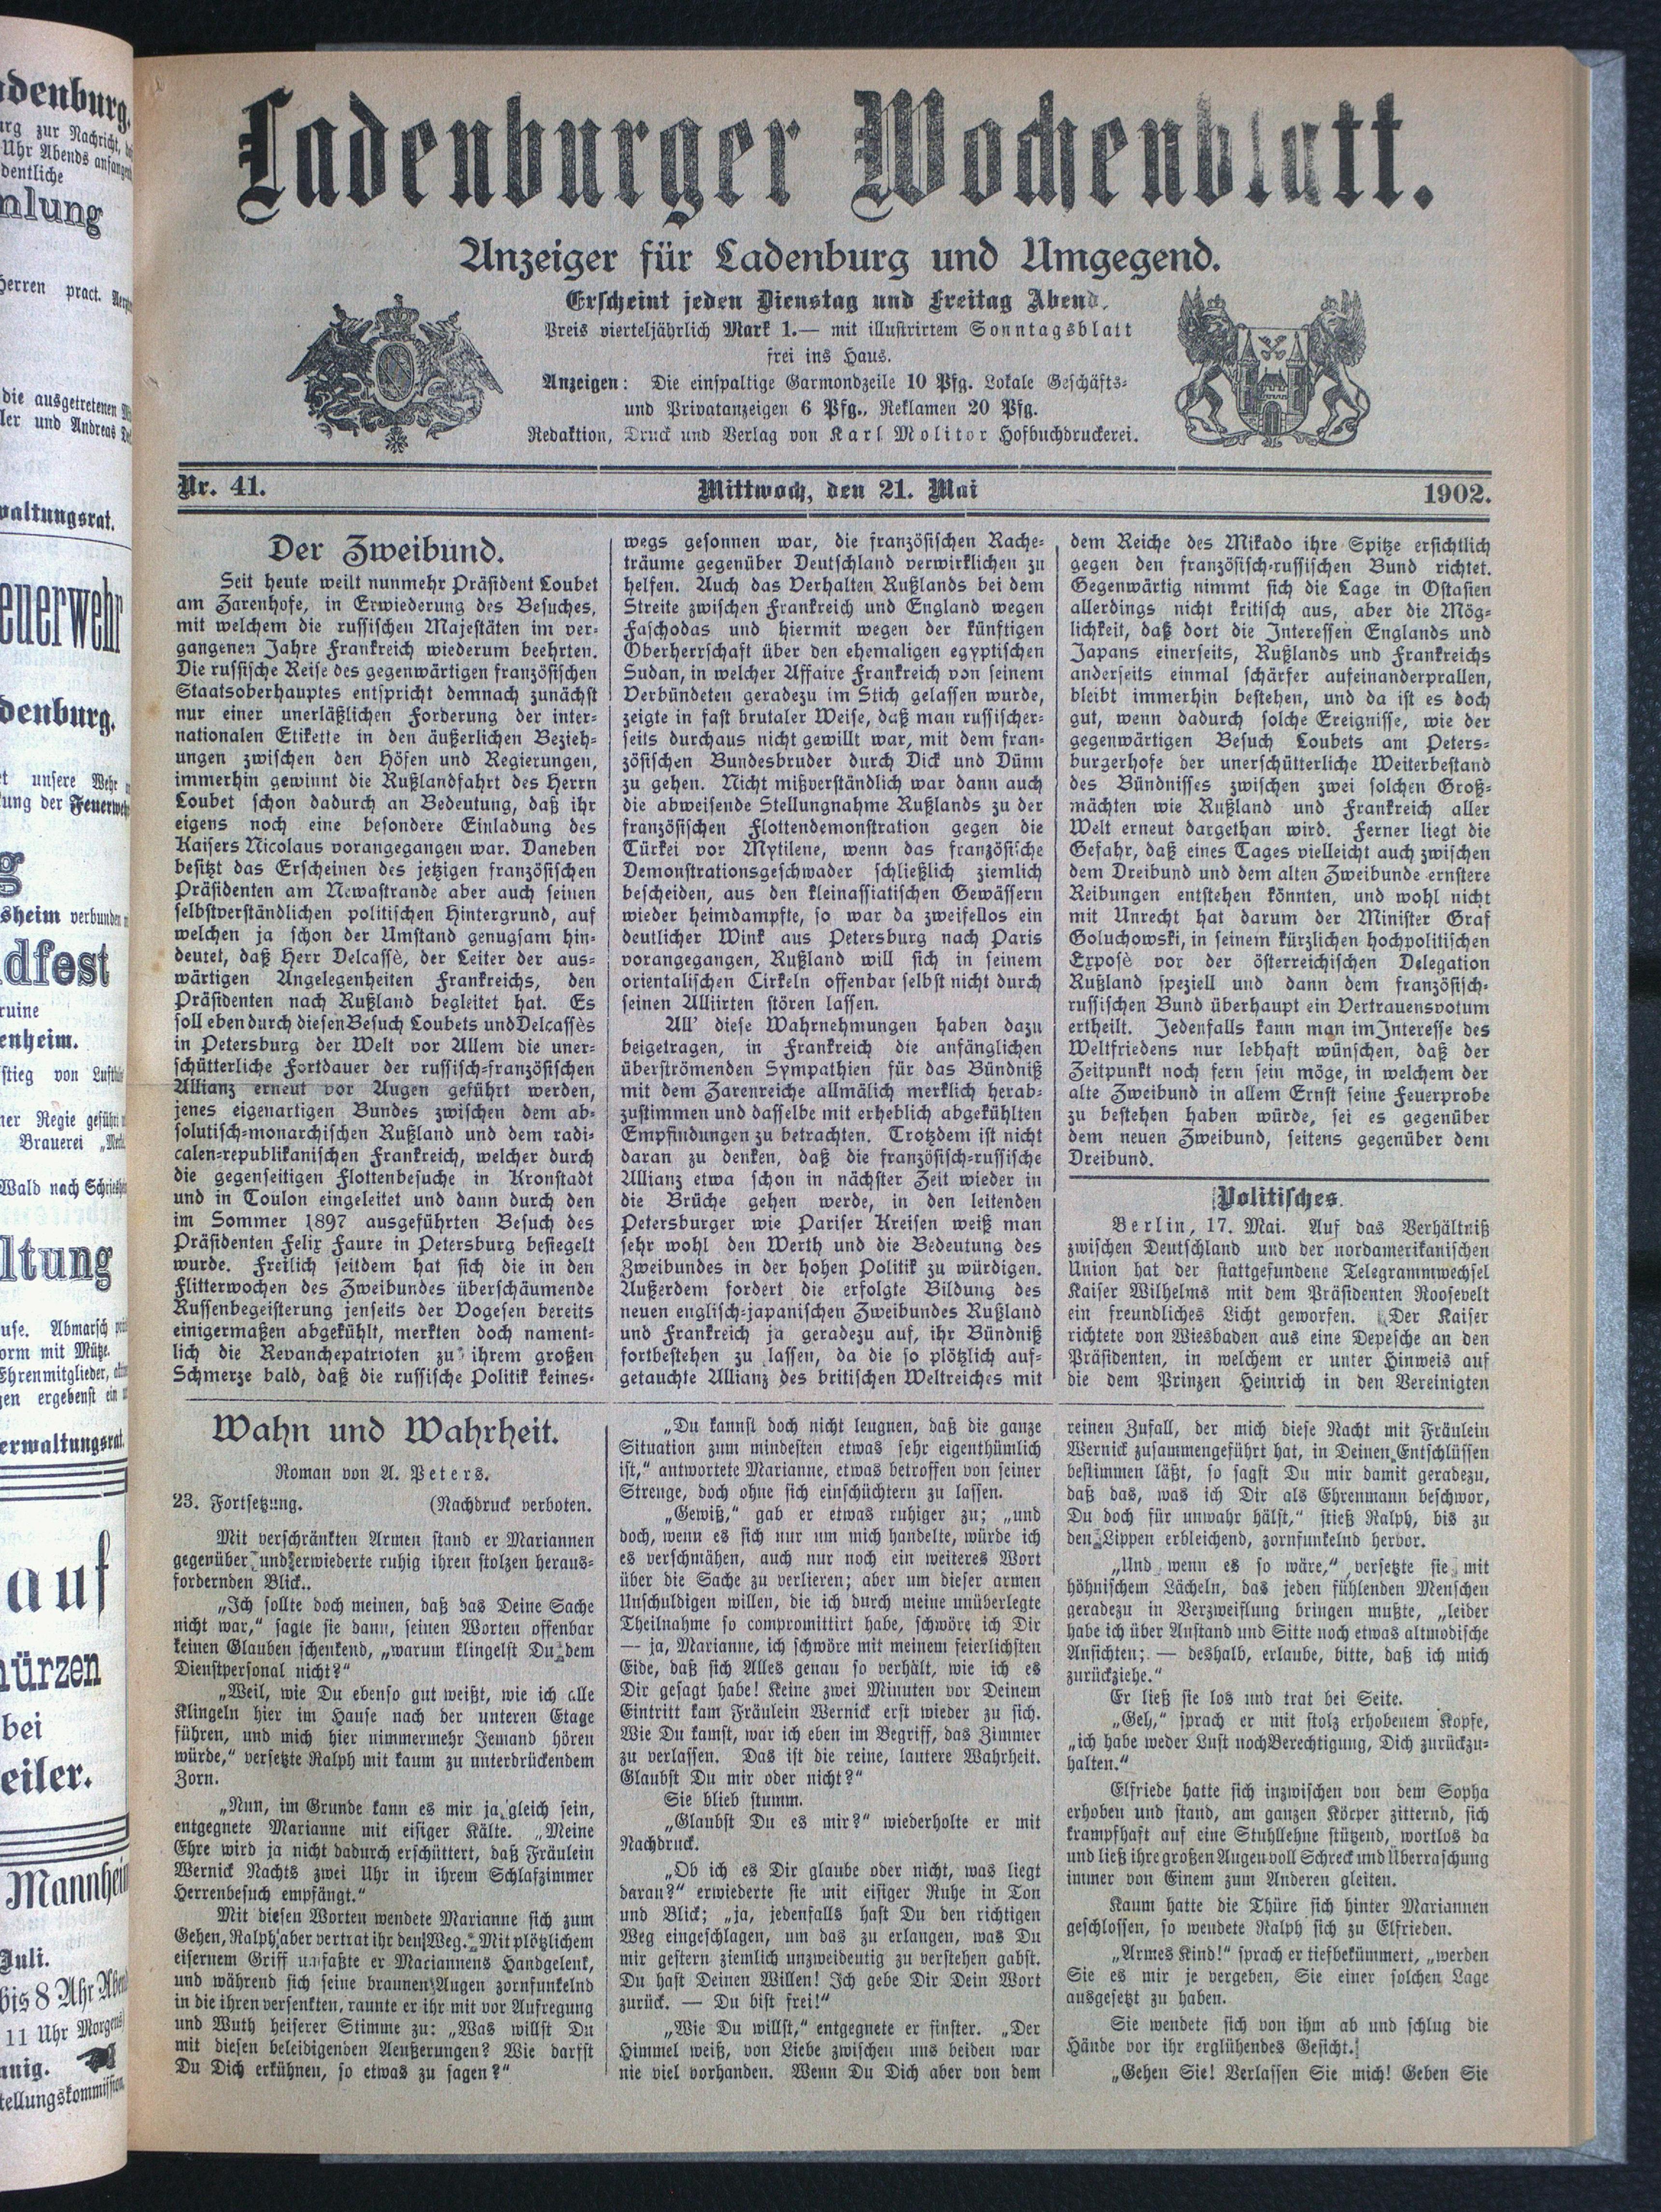 Ladenburger Wochenblatt.
Anzeiger für Ladenburg und Umgegend.
Erscheint jeden Dienstag und Freitag Abend.
Preis vierteljährlich Mark 1.— mit illustrirtem Sonntagsblatt
frei ins Haus.
Anzeigen: Die einspaltige Garmondzeile 10 Pfg. Lokale Geschäfts-
und Privatanzeigen 6 Pfg., Reklamen 20 Pfg.
Redaktion, Druck und Verlag von Karl Molitor Hofbuchdruckerei.
Nr. 41. Mittwoch, den 21. Mai 1902.
Der Zweibund.
Seit heute weilt nunmehr Präsident Loubet
am Zarenhofe, in Erwiederung des Besuches,
mit welchem die russischen Majestäten im ver-
gangenen Jahre Frankreich wiederum beehrten.
Die russische Reise des gegenwärtigen französischen
Staatsoberhauptes entspricht demnach zunächst
nur einer unerläßlichen Forderung der inter-
nationalen Etikette in den äußerlichen Bezieh-
ungen zwischen den Höfen und Regierungen,
immerhin gewinnt die Rußlandfahrt des Herrn
Loubet schon dadurch an Bedeutung, daß ihr
eigens noch eine besondere Einladung des
Kaisers Nicolaus vorangegangen war. Daneben
besitzt das Erscheinen des jetzigen französischen
Präsidenten am Newastrande aber auch seinen
selbstverständlichen politischen Hintergrund, auf
welchen ja schon der Umstand genugsam hin-
deutet, daß Herr Delcassè, der Leiter der aus-
wärtigen Angelegenheiten Frankreichs, den
Präsidenten nach Rußland begleitet hat. Es
soll eben durch diesen Besuch Loubets und Delcassès
in Petersburg der Welt vor Allem die uner-
schütterliche Fortdauer der russisch-französischen
Allianz erneut vor Augen geführt werden,
jenes eigenartigen Bundes zwischen dem ab-
solutisch-monarchischen Rußland und dem radi-
calen-republikanischen Frankreich, welcher durch
die gegenseitigen Flottenbesuche in Kronstadt
und in Toulon eingeleitet und dann durch den
im Sommer 1897 ausgeführten Besuch des
Präsidenten Felix Faure in Petersburg besiegelt
wurde. Freilich seitdem hat sich die in den
Flitterwochen des Zweibundes überschäumende
Russenbegeisterung jenseits der Vogesen bereits
einigermaßen abgekühlt, merkten doch nament-
lich die Revanchepatrioten zu ihrem großen
Schmerze bald, daß die russische Politik keines-
wegs gesonnen war, die französischen Rache-
träume gegenüber Deutschland verwirklichen zu
helfen. Auch das Verhalten Rußlands bei dem
Streite zwischen Frankreich und England wegen
Faschodas und hiermit wegen der künftigen
Oberherrschaft über den ehemaligen egyptischen
Sudan, in welcher Affaire Frankreich von seinem
Verbündeten geradezu im Stich gelassen wurde,
zeigte in fast brutaler Weise, daß man russischer-
seits durchaus nicht gewillt war, mit dem fran-
zösischen Bundesbruder durch Dick und Dünn
zu gehen. Nicht mißverständlich war dann auch
die abweisende Stellungnahme Rußlands zu der
französischen Flottendemonstration gegen die
Türkei vor Mytilene, wenn das französische
Demonstrationsgeschwader schließlich ziemlich
bescheiden, aus den kleinassiatischen Gewässern
wieder heimdampfte, so war da zweifellos ein
deutlicher Wink aus Petersburg nach Paris
vorangegangen, Rußland will sich in seinem
orientalischen Cirkeln offenbar selbst nicht durch
seinen Alliirten stören lassen.
All' diese Wahrnehmungen haben dazu
beigetragen, in Frankreich die anfänglichen
überströmenden Sympathien für das Bündniß
mit dem Zarenreiche allmälich merklich herab-
zustimmen und dasselbe mit erheblich abgekühlten
Empfindungen zu betrachten. Trotzdem ist nicht
daran zu denken, daß die französisch-russische
Allianz etwa schon in nächster Zeit wieder in
die Brüche gehen werde, in den leitenden
Petersburger wie Pariser Kreisen weiß man
sehr wohl den Werth und die Bedeutung des
Zweibundes in der hohen Politik zu würdigen.
Außerdem fordert die erfolgte Bildung des
neuen englisch-japanischen Zweibundes Rußland
und Frankreich ja geradezu auf, ihr Bündniß
fortbestehen zu lassen, da die so plötzlich auf-
getauchte Allianz des britischen Weltreiches mit
dem Reiche des Mikado ihre Spitze ersichtlich
gegen den französisch-russischen Bund richtet.
Gegenwärtig nimmt sich die Lage in Ostasien
allerdings nicht kritisch aus, aber die Mög-
lichkeit, daß dort die Interessen Englands und
Japans einerseits, Rußlands und Frankreichs
anderseits einmal schärfer aufeinanderprallen,
bleibt immerhin bestehen, und da ist es doch
gut, wenn dadurch solche Ereignisse, wie der
gegenwärtigen Besuch Loubets am Peters-
burgerhofe der unerschütterliche Weiterbestand
des Bündnisses zwischen zwei solchen Groß-
mächten wie Rußland und Frankreich aller
Welt erneut dargethan wird. Ferner liegt die
Gefahr, daß eines Tages vielleicht auch zwischen
dem Dreibund und dem alten Zweibunde ernstere
Reibungen entstehen könnten, und wohl nicht
mit Unrecht hat darum der Minister Graf
Goluchowski, in seinem kürzlichen hochpolitischen
Exposè vor der österreichischen Delegation
Rußland speziell und dann dem französisch-
russischen Bund überhaupt ein Vertrauensvotum
ertheilt. Jedenfalls kann man im Interesse des
Weltfriedens nur lebhaft wünschen, daß der
Zeitpunkt noch fern sein möge, in welchem der
alte Zweibund in allem Ernst seine Feuerprobe
zu bestehen haben würde, sei es gegenüber
dem neuen Zweibund, seitens gegenüber dem
Dreibund.
Politisches.
Berlin, 17. Mai. Auf das Verhältniß
zwischen Deutschland und der nordamerikanischen
Union hat der stattgefundene Telegrammwechsel
Kaiser Wilhelms mit dem Präsidenten Roosevelt
ein freundliches Licht geworfen. Der Kaiser
richtete von Wiesbaden aus eine Depesche an den
Präsidenten, in welchem er unter Hinweis auf
die dem Prinzen Heinrich in den Vereinigten
Wahn und Wahrheit.
Roman von A. Peters.
23. Fortsetzung. (Nachdruck verboten.
Mit verschränkten Armen stand er Mariannen
gegenüber und erwiederte ruhig ihren stolzen heraus-
fordernden Blick..
„Ich sollte doch meinen, daß das Deine Sache
nicht war,“ sagte sie dann, seinen Worten offenbar
keinen Glauben schenkend, „warum klingelst Du dem
Dienstpersonal nicht?“
„Weil, wie Du ebenso gut weißt, wie ich alle
Klingeln hier im Hause nach der unteren Etage
führen, und mich hier nimmermehr Jemand hören
würde,“ versetzte Ralph mit kaum zu unterdrückendem
Zorn.
„Nun, im Grunde kann es mir ja gleich sein,
entgegnete Marianne mit eisiger Kälte. „Meine
Ehre wird ja nicht dadurch erschüttert, daß Fräulein
Wernick Nachts zwei Uhr in ihrem Schlafzimmer
Herrenbesuch empfängt.“
Mit diesen Worten wendete Marianne sich zum
Gehen, Ralph aber vertrat ihr den Weg. Mit plötzlichem
eisernem Griff umfaßte er Mariannens Handgelenk,
und während sich seine braunen Augen zornfunkelnd
in die ihren versenkten, raunte er ihr mit vor Aufregung
und Wuth heiserer Stimme zu: „Was willst Du
mit diesen beleidigenden Aeußerungen? Wie darfst
Du Dich erkühnen, so etwas zu sagen?“
„Du kannst doch nicht leugnen, daß die ganze
Situation zum mindesten etwas sehr eigenthümlich
ist,“ antwortete Marianne, etwas betroffen von seiner
Strenge, doch ohne sich einschüchtern zu lassen.
„Gewiß,“ gab er etwas ruhiger zu; „und
doch, wenn es sich nur um mich handelte, würde ich
es verschmähen, auch nur noch ein weiteres Wort
über die Sache zu verlieren; aber um dieser armen
Unschuldigen willen, die ich durch meine unüberlegte
Theilnahme so compromittirt habe, schwöre ich Dir
— ja, Marianne, ich schwöre mit meinem feierlichsten
Eide, daß sich Alles genau so verhält, wie ich es
Dir gesagt habe! Keine zwei Minuten vor Deinem
Eintritt kam Fräulein Wernick erst wieder zu sich.
Wie Du kamst, war ich eben im Begriff, das Zimmer
zu verlassen. Das ist die reine, lautere Wahrheit.
Glaubst Du mir oder nicht?“
Sie blieb stumm.
„Glaubst Du es mir?“ wiederholte er mit
Nachdruck.
„Ob ich es Dir glaube oder nicht, was liegt
daran?“ erwiederte sie mit eisiger Ruhe in Ton
und Blick; „ja, jedenfalls hast Du den richtigen
Weg eingeschlagen, um das zu erlangen, was Du
mir gestern ziemlich unzweideutig zu verstehen gabst.
Du hast Deinen Willen! Ich gebe Dir Dein Wort
zurück. — Du bist frei!“
„Wie Du willst,“ entgegnete er finster. „Der
Himmel weiß, von Liebe zwischen uns beiden war
nie viel vorhanden. Wenn Du Dich aber von dem
reinen Zufall, der mich diese Nacht mit Fräulein
Wernick zusammengeführt hat, in Deinen Entschlüssen
bestimmen läßt, so sagst Du mir damit geradezu,
daß das, was ich Dir als Ehrenmann beschwor,
Du doch für unwahr hälst,“ stieß Ralph, bis zu
den Lippen erbleichend, zornfunkelnd hervor.
„Und wenn es so wäre,“ versetzte sie mit
höhnischem Lächeln, das jeden fühlenden Menschen
geradezu in Verzweiflung bringen mußte, „leider
habe ich über Anstand und Sitte noch etwas altmodische
Ansichten; — deshalb, erlaube, bitte, daß ich mich
zurückziehe.“
Er ließ sie los und trat bei Seite.
„Geh,“ sprach er mit stolz erhobenem Kopfe,
„ich habe weder Lust noch Berechtigung, Dich zurückzu-
halten.“
Elfriede hatte sich inzwischen von dem Sopha
erhoben und stand, am ganzen Körper zitternd, sich
krampfhaft auf eine Stuhllehne stützend, wortlos da
und ließ ihre großen Augen voll Schreck und Überraschung
immer von Einem zum Anderen gleiten.
Kaum hatte die Thüre sich hinter Mariannen
geschlossen, so wendete Ralph sich zu Elfrieden.
„Armes Kind!“ sprach er tiefbekümmert, „werden
Sie es mir je vergeben, Sie einer solchen Lage
ausgesetzt zu haben.
Sie wendete sich von ihm ab und schlug die
Hände vor ihr erglühendes Gesicht.
„Gehen Sie! Verlassen Sie mich! Geben Sie